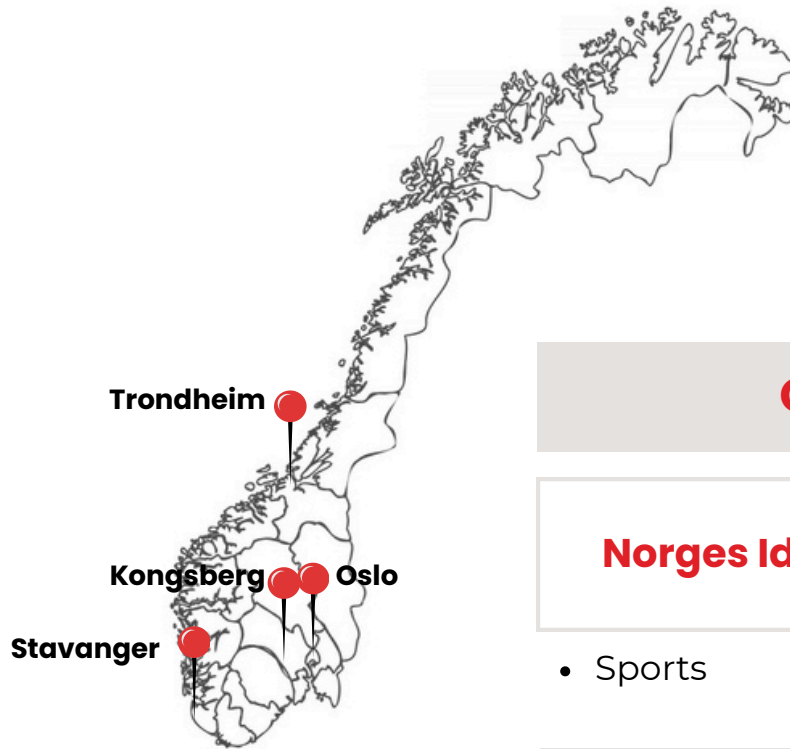 Trondheim
Kongsberg
Oslo
Stavanger
Norges Id
• Sports